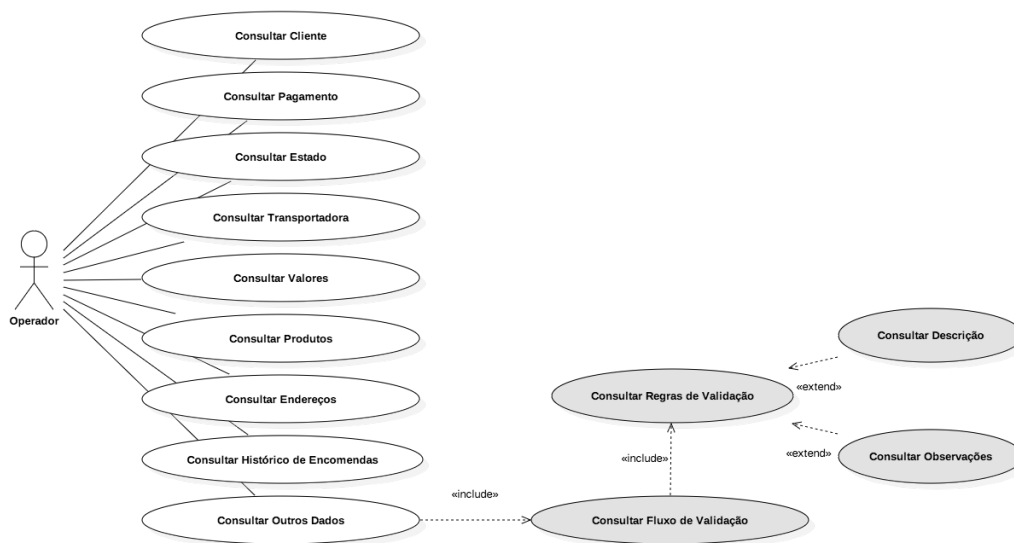 Consultar Cliente
Consultar Pagamento
Consultar Estado
Consultar Transportadora
Consultar Valores
Operador
Consultar Produtos
Consultar Descrição
«extend»
Consultar Endereços
Consultar Regras de Validação
«extend»
Consultar Observações
Consultar Histórico de Encomendas
«include»
«include»
Consultar Outros Dados
Consultar Fluxo de Validação